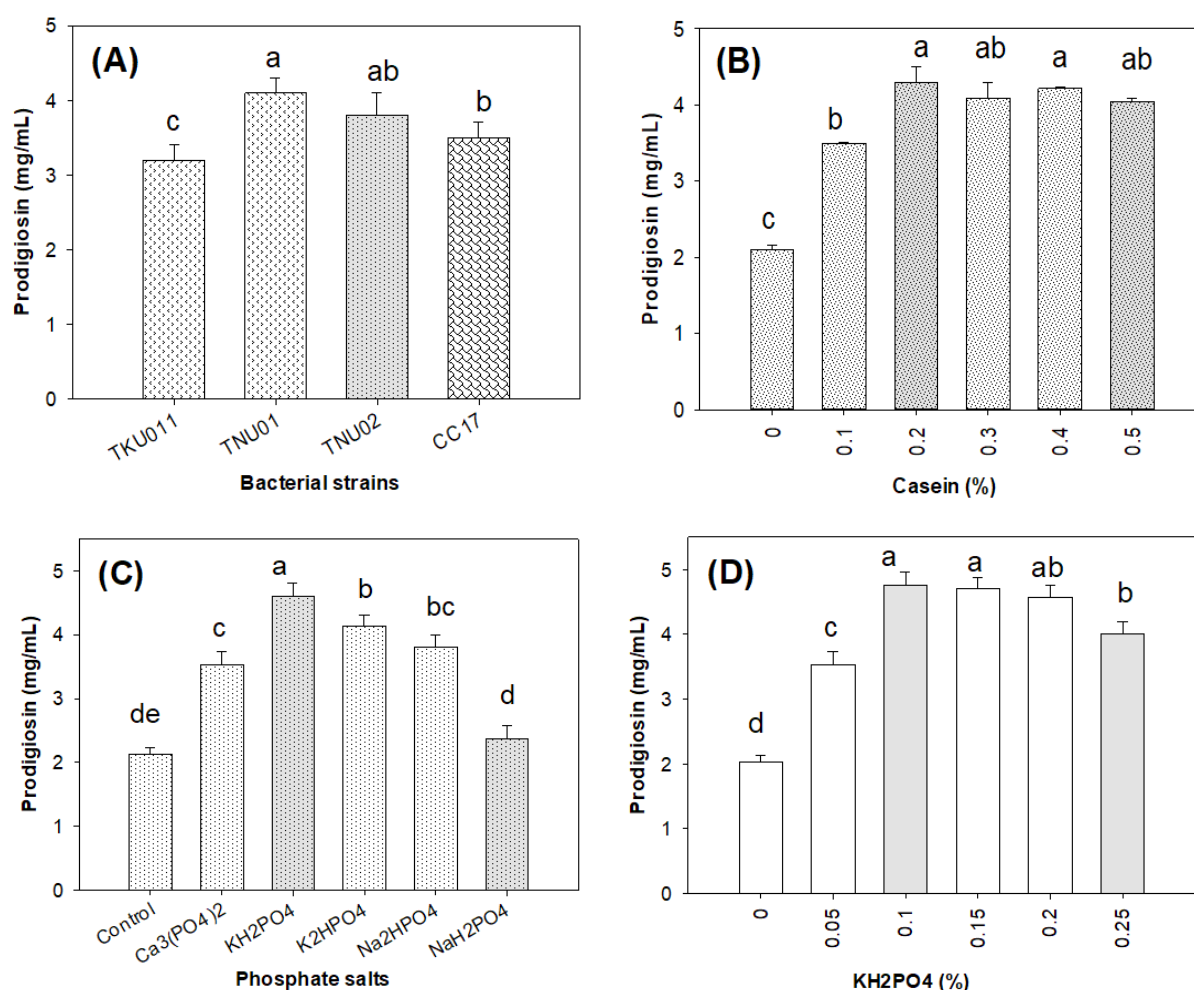 (A)
Prodigiosin (mg/mL)
5
4
3
2
1
0
c
a
ab
b
TKU011
TNU01
TNU02
CC17
Bacterial strains
(B)
Prodigiosin (mg/mL)
5
4
3
2
1
0
c
b
a
ab
a
ab
0
0.1
0.2
0.3
0.4
0.5
Casein (%)
(C)
Prodigiosin (mg/mL)
5
4
3
2
1
0
de
c
a
b
bc
d
Control
Ca3(PO4)2
KH2PO4
K2HPO4
Na2HPO4
NaH2PO4
Phosphate salts
(D)
Prodigiosin (mg/mL)
5
4
3
2
1
0
d
c
a
a
ab
b
0
0.05
0.1
0.15
0.2
0.25
KH2PO4 (%)